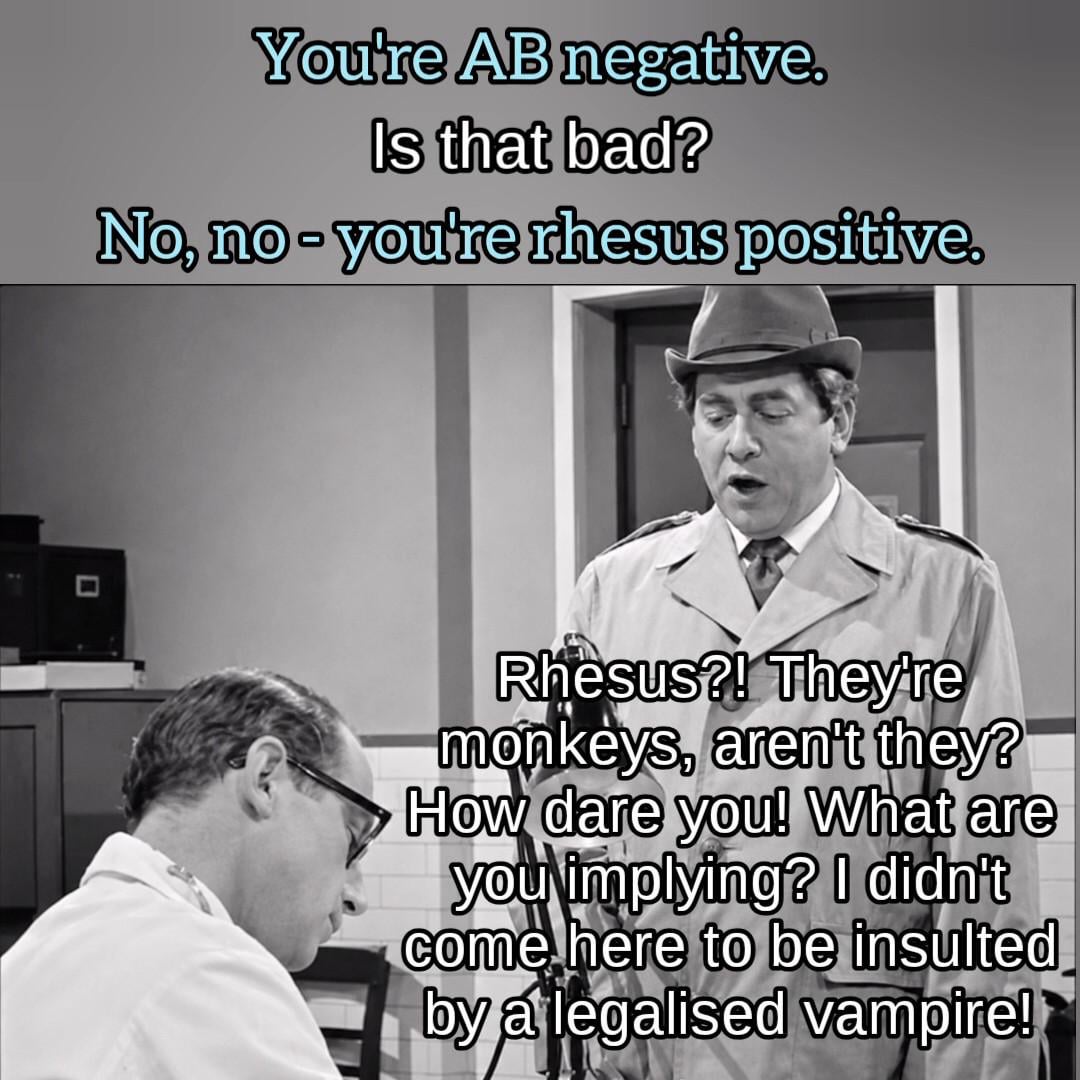 You're AB negative.
Is that bad?
No, no - you're rhesus positive.
Rhesus?! They're
monkeys, aren't they?
How dare you! What are
you implying? I didn't
come here to be insulted
by a legalised vampire!